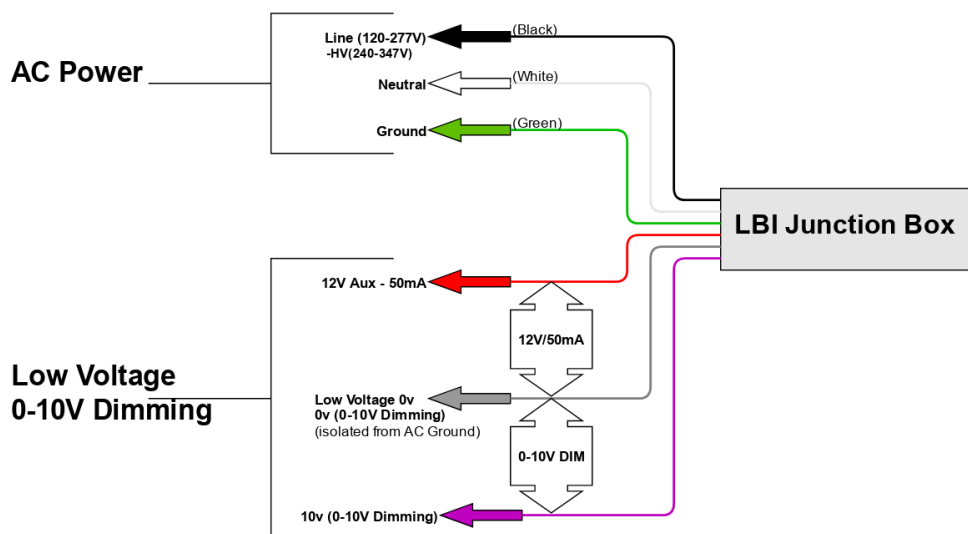 AC Power
Line (120-277V)
-HV(240-347V)
(Black)
Neutral
(White)
Ground
(Green)
LBI Junction Box
Low Voltage
0-10V Dimming
12V Aux - 50mA
12V/50mA
Low Voltage 0v
0v (0-10V Dimming)
(isolated from AC Ground)
0-10V DIM
10v (0-10V Dimming)